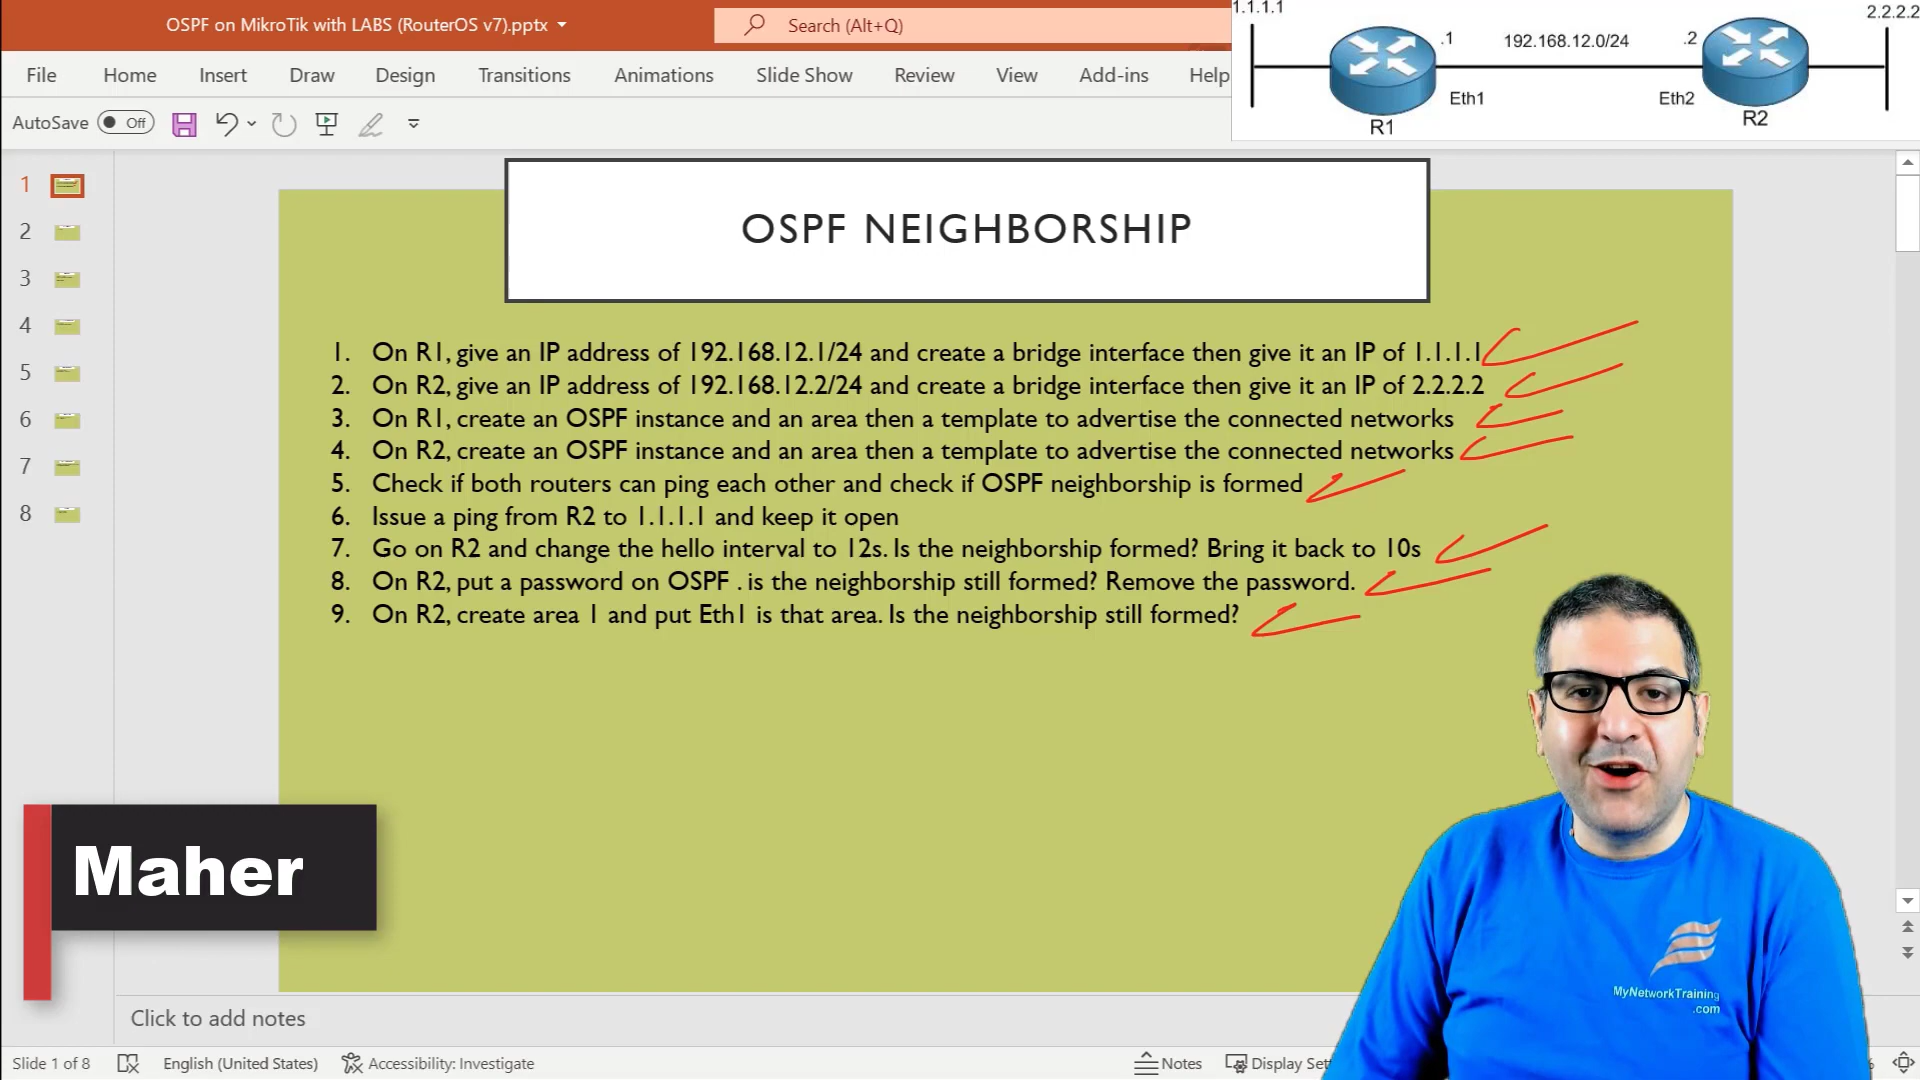 OSPF on MikroTik with LABS (RouterOS v7).pptx
Search (Alt+Q)
1.1.1.1
2.2.2.2
.1
192.168.12.0/24
.2
Eth1
Eth2
R1
R2
File
Home
Insert
Draw
Design
Transitions
Animations
Slide Show
Review
View
Add-ins
Help
AutoSave
Off
1
2
3
4
5
6
7
8
OSPF NEIGHBORSHIP
1. On R1, give an IP address of 192.168.12.1/24 and create a bridge interface then give it an IP of 1.1.1.1
2. On R2, give an IP address of 192.168.12.2/24 and create a bridge interface then give it an IP of 2.2.2.2
3. On R1, create an OSPF instance and an area then a template to advertise the connected networks
4. On R2, create an OSPF instance and an area then a template to advertise the connected networks
5. Check if both routers can ping each other and check if OSPF neighborship is formed
6. Issue a ping from R2 to 1.1.1.1 and keep it open
7. Go on R2 and change the hello interval to 12s. Is the neighborship formed? Bring it back to 10s
8. On R2, put a password on OSPF . is the neighborship still formed? Remove the password.
9. On R2, create area 1 and put Eth1 is that area. Is the neighborship still formed?
Maher
MyNetworkTraining
.com
Click to add notes
Slide 1 of 8
English (United States)
Accessibility: Investigate
Notes
Display